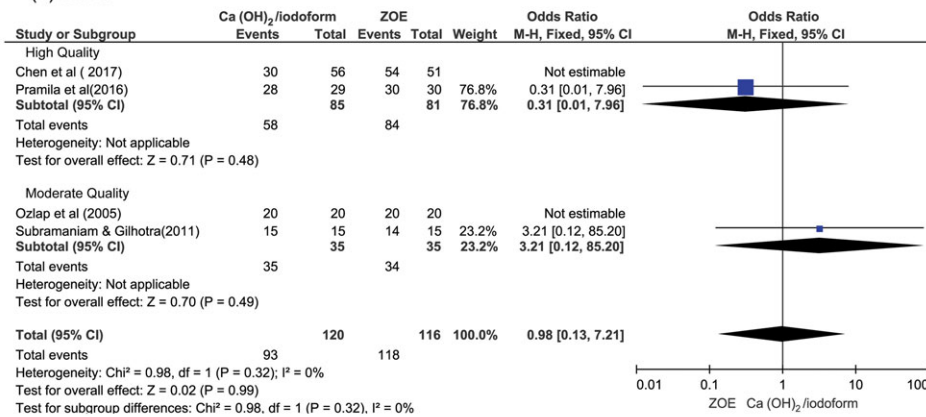 Ca (OH)₂/iodoform ZOE Odds Ratio Odds Ratio
Study or Subgroup Events Total Events Total Weight M-H, Fixed, 95% CI M-H, Fixed, 95% CI
High Quality
Chen et al ( 2017) 30 56 54 51 Not estimable
Pramila et al(2016) 28 29 30 30 76.8% 0.31 [0.01, 7.96]
Subtotal (95% CI) 85 81 76.8% 0.31 [0.01, 7.96]
Total events 58 84
Heterogeneity: Not applicable
Test for overall effect: Z = 0.71 (P = 0.48)
Moderate Quality
Ozlap et al (2005) 20 20 20 20 Not estimable
Subramaniam & Gilhotra(2011) 15 15 14 15 23.2% 3.21 [0.12, 85.20]
Subtotal (95% CI) 35 35 23.2% 3.21 [0.12, 85.20]
Total events 35 34
Heterogeneity: Not applicable
Test for overall effect: Z = 0.70 (P = 0.49)
Total (95% CI) 120 116 100.0% 0.98 [0.13, 7.21]
Total events 93 118
Heterogeneity: Chi² = 0.98, df = 1 (P = 0.32); I² = 0%
Test for overall effect: Z = 0.02 (P = 0.99)
Test for subgroup differences: Chi² = 0.98, df = 1 (P = 0.32), I² = 0%
0.01 0.1 1 10 100
ZOE Ca (OH)₂/iodoform